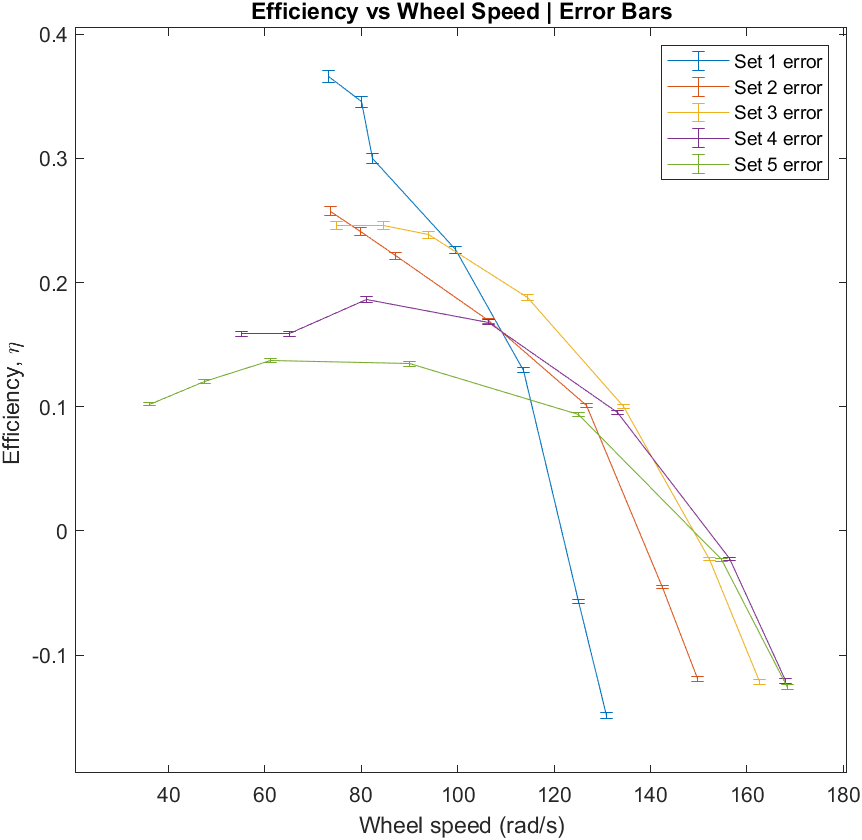 Efficiency vs Wheel Speed | Error Bars
0.4
0.3
0.2
0.1
0
-0.1
Efficiency, η
Set 1 error
Set 2 error
Set 3 error
Set 4 error
Set 5 error
40 60 80 100 120 140 160 180
Wheel speed (rad/s)